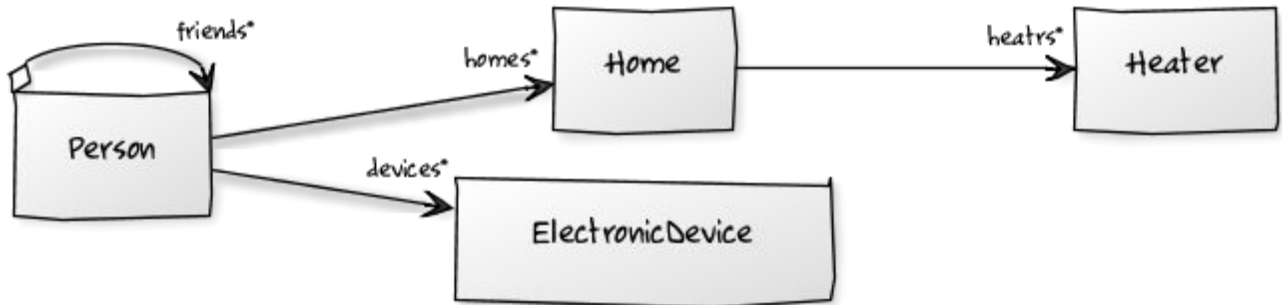 friends*
homes*
Home
heatrs*
Heater
Person
devices*
ElectronicDevice